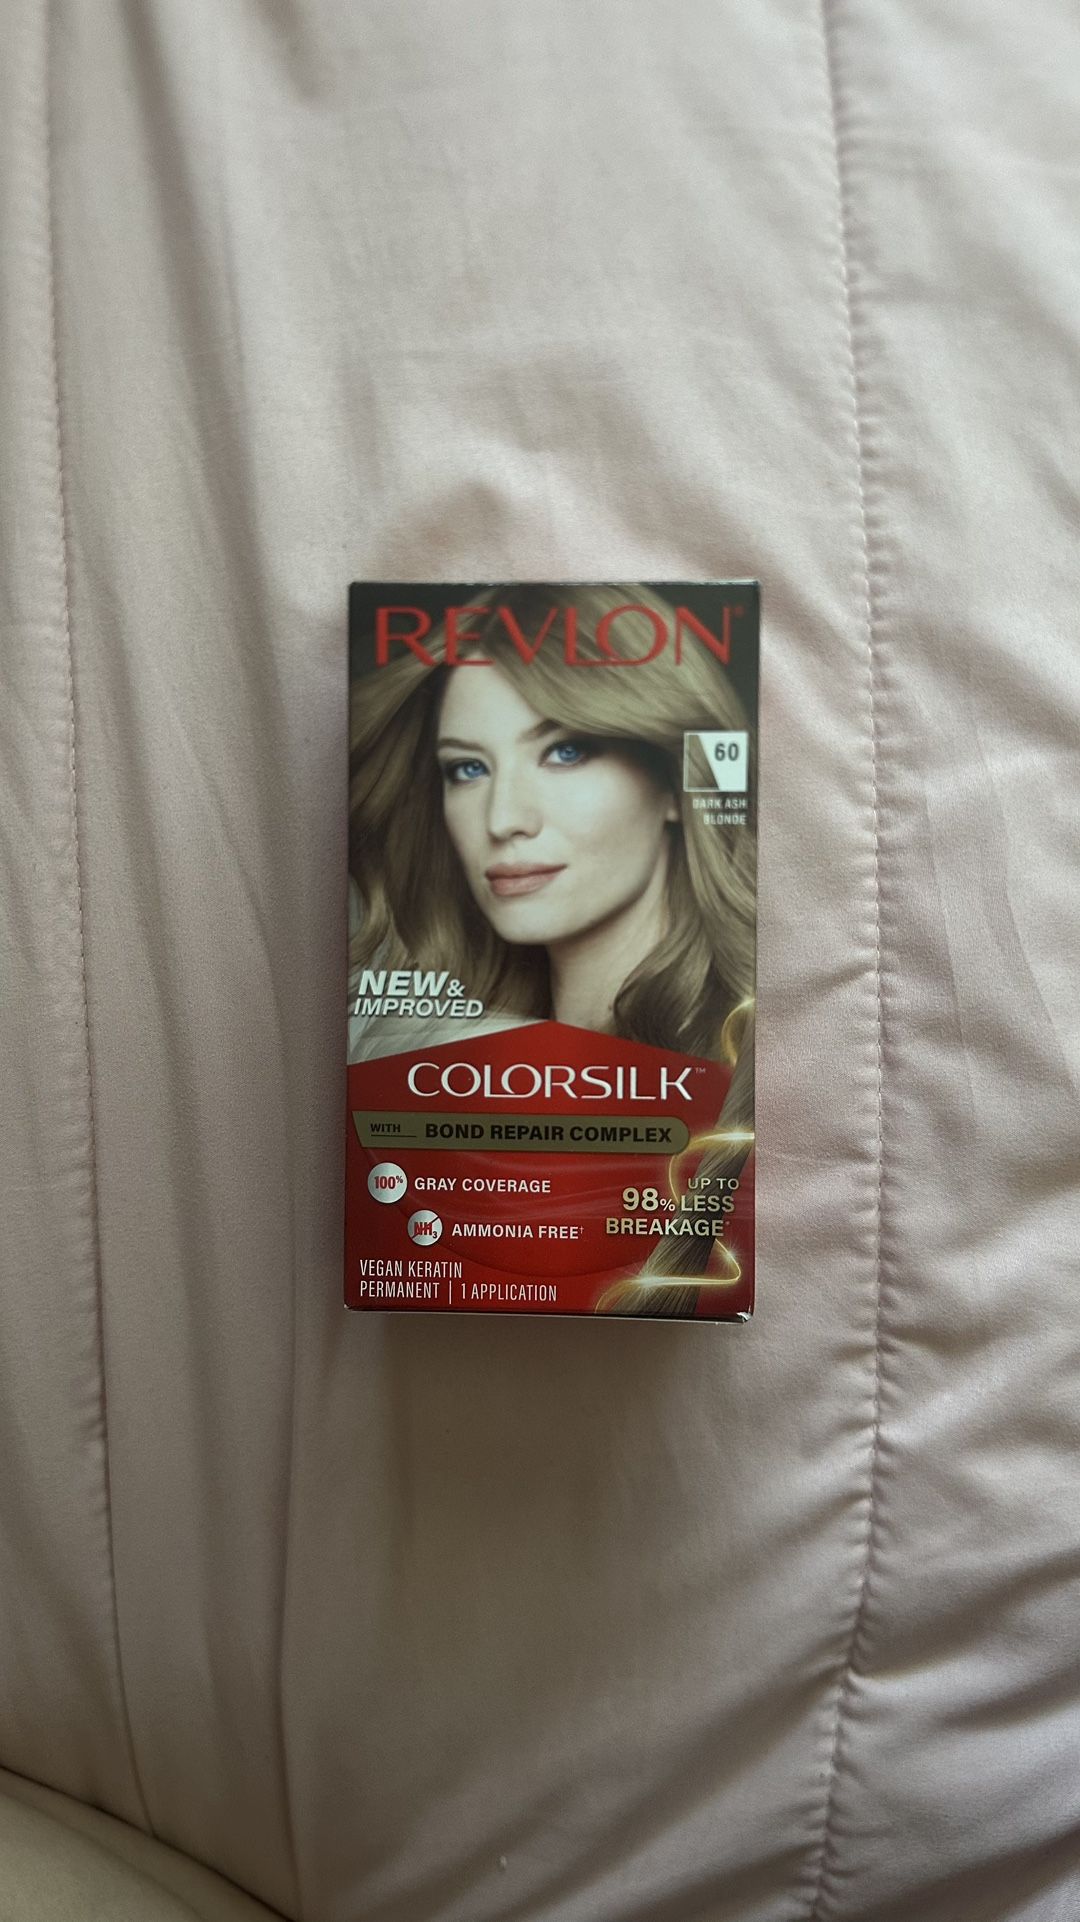 REVLON®
60
DARK ASH
BLONDE
NEW &
IMPROVED
COLORSILK™
WITH BOND REPAIR COMPLEX
100% GRAY COVERAGE
NH₃ AMMONIA FREE†
UP TO
98% LESS
BREAKAGE*
VEGAN KERATIN
PERMANENT | 1 APPLICATION